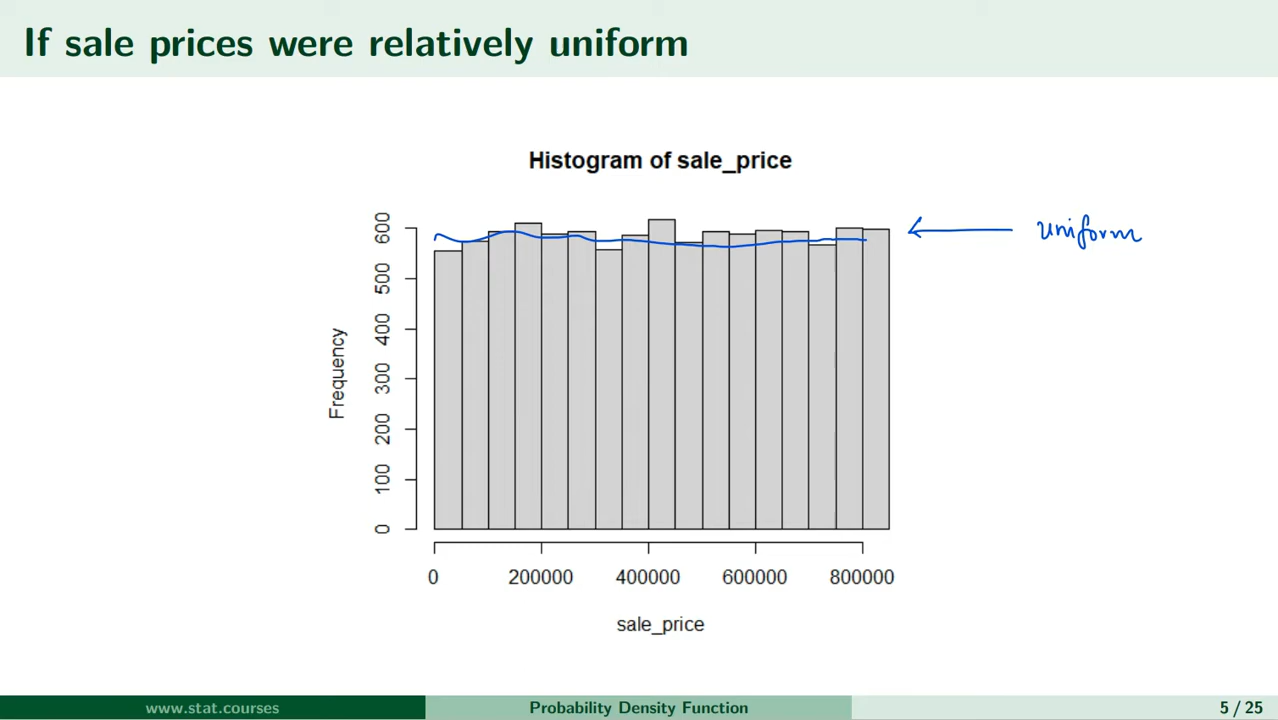 If sale prices were relatively uniform
Histogram of sale_price
uniform
Frequency
0 100 200 300 400 500 600
0 200000 400000 600000 800000
sale_price
www.stat.courses
Probability Density Function
5 / 25